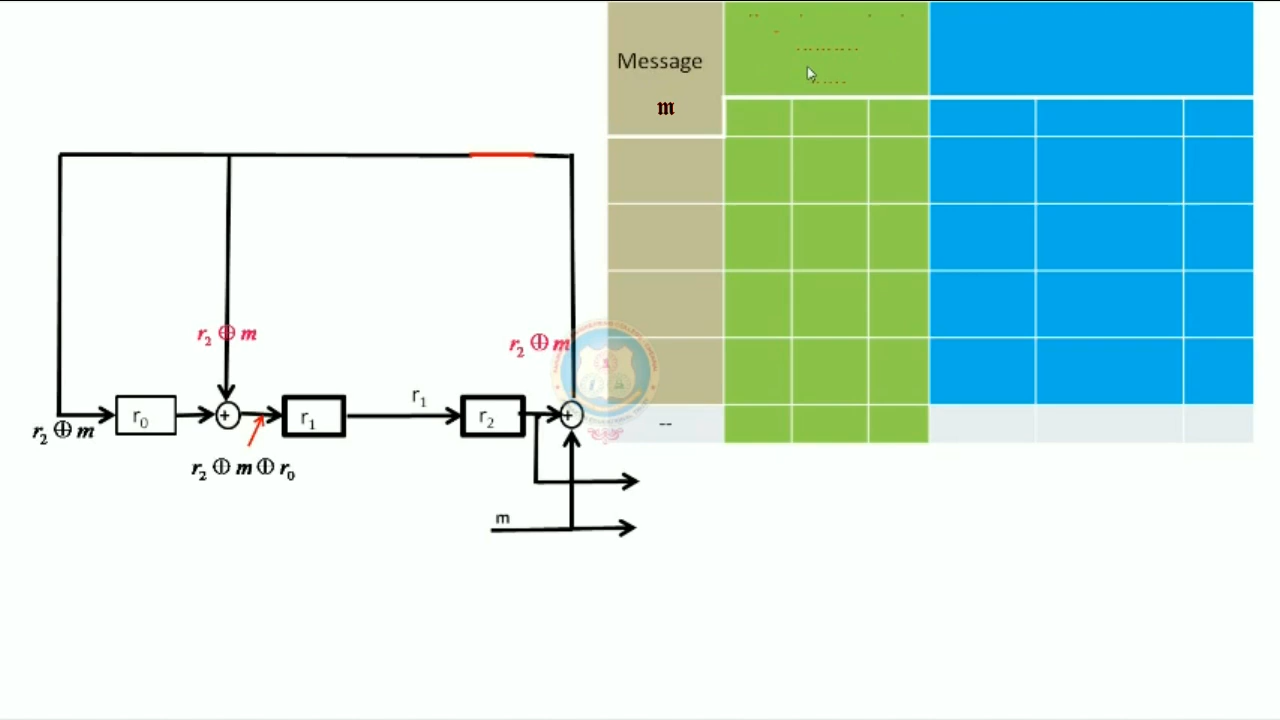 Message
𝖒
r₂ ⊕ m
r₂ ⊕ m
r₁
r₀
+
r₁
r₂
+
r₂ ⊕ m
r₂ ⊕ m ⊕ r₀
m
--